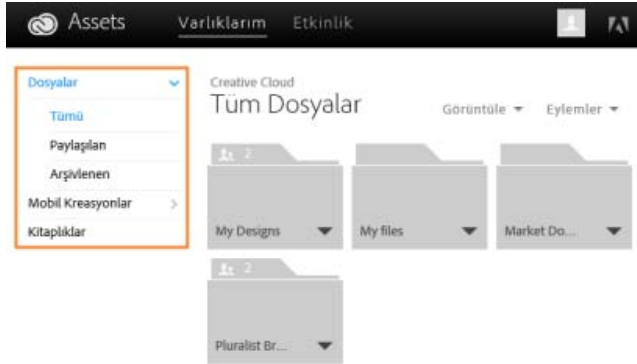 Assets Varlıklarım Etkinlik
Dosyalar
Tümü
Paylaşılan
Arşivlenen
Mobil Kreasyonlar
Kitaplıklar
Creative Cloud
Tüm Dosyalar
Görüntüle Eylemler
2
My Designs
My files
Market Do...
2
Pluralist Br...